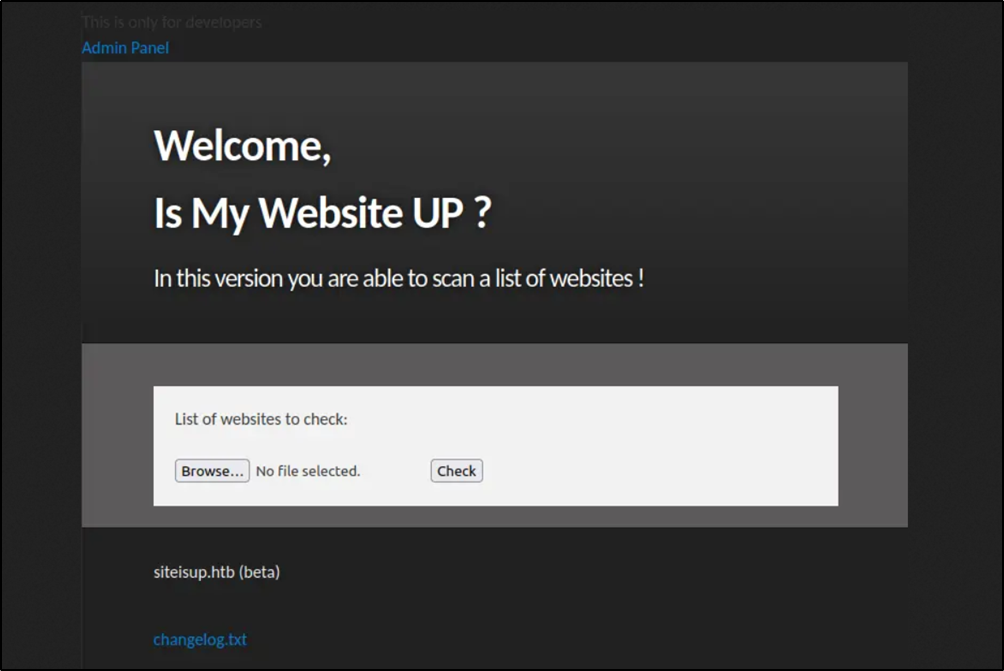 This is only for developers
Admin Panel
Welcome,
Is My Website UP ?
In this version you are able to scan a list of websites !
List of websites to check:
Browse... No file selected. Check
siteisup.htb (beta)
changelog.txt